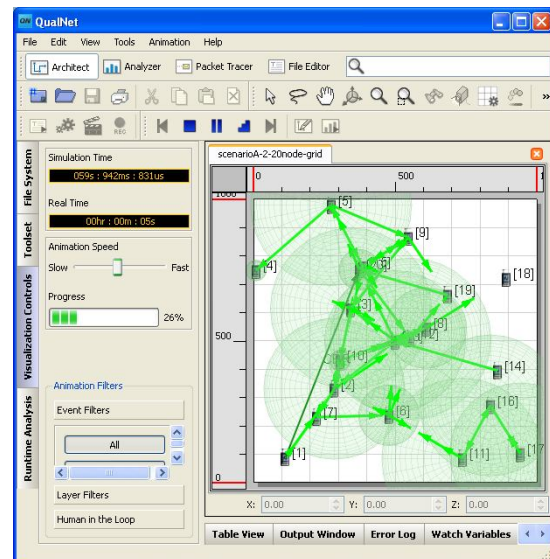 QN QualNet
File Edit View Tools Animation Help
Architect Analyzer Packet Tracer File Editor
»
REC
File System
Toolset
Visualization Controls
Runtime Analysis
Simulation Time
059s : 942ms : 831us
Real Time
00hr : 00m : 05s
Animation Speed
Slow Fast
Progress
26%
Animation Filters
Event Filters
All
Layer Filters
Human in the Loop
scenarioA-2-20node-grid
0 500
1000
500
0
[5]
[9]
[4]
[18]
[19]
[3]
[8]
[10]
[14]
[2]
[16]
[7]
[6]
[1]
[11]
[17]
X: 0.00 Y: 0.00 Z: 0.00
Table View Output Window Error Log Watch Variables